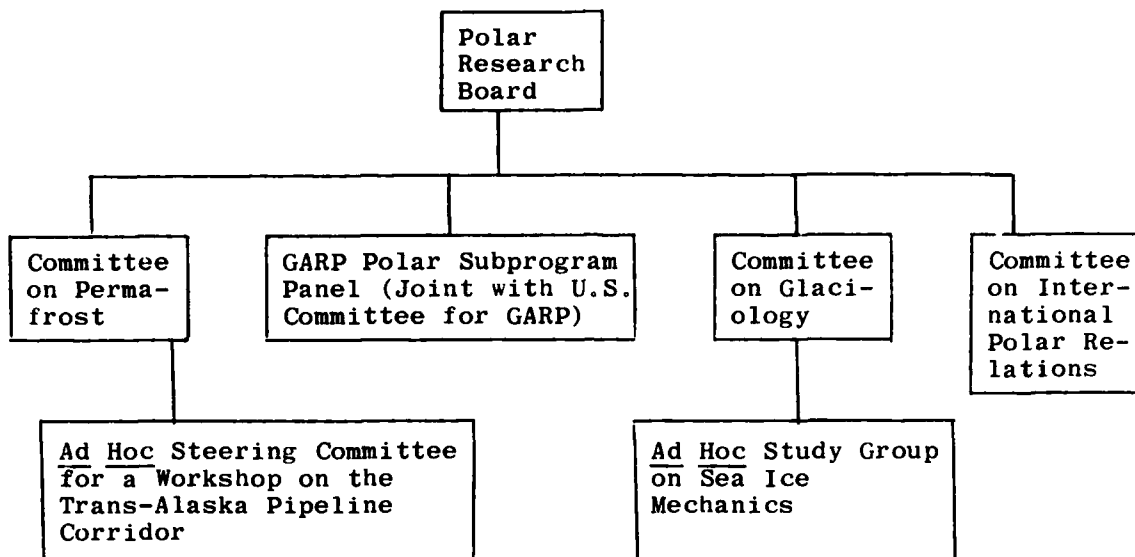 Polar
Research
Board
Committee
on Perma-
frost
GARP Polar Subprogram
Panel (Joint with U.S.
Committee for GARP)
Committee
on Glaci-
ology
Committee
on Inter-
national
Polar Re-
lations
Ad Hoc Steering Committee
for a Workshop on the
Trans-Alaska Pipeline
Corridor
Ad Hoc Study Group
on Sea Ice
Mechanics